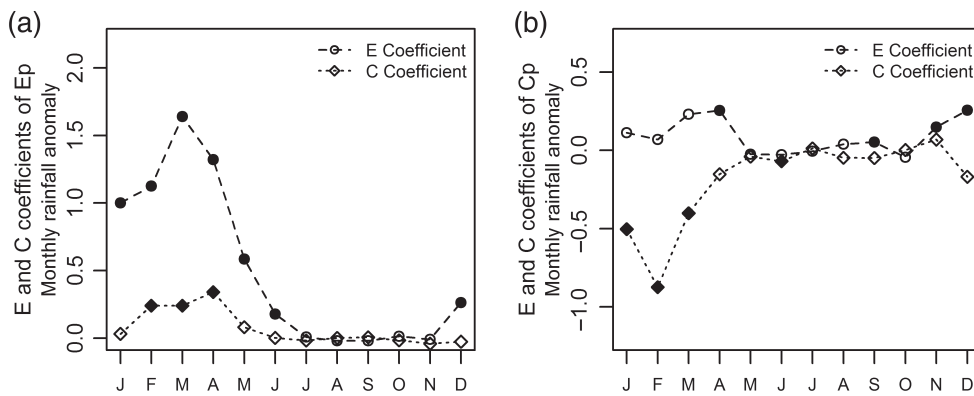 (a)
E and C coefficients of Ep
Monthly rainfall anomaly
2.0
1.5
1.0
0.5
0.0
E Coefficient
C Coefficient
J F M A M J J A S O N D
(b)
E and C coefficients of Cp
Monthly rainfall anomaly
0.5
0.0
−0.5
−1.0
E Coefficient
C Coefficient
J F M A M J J A S O N D